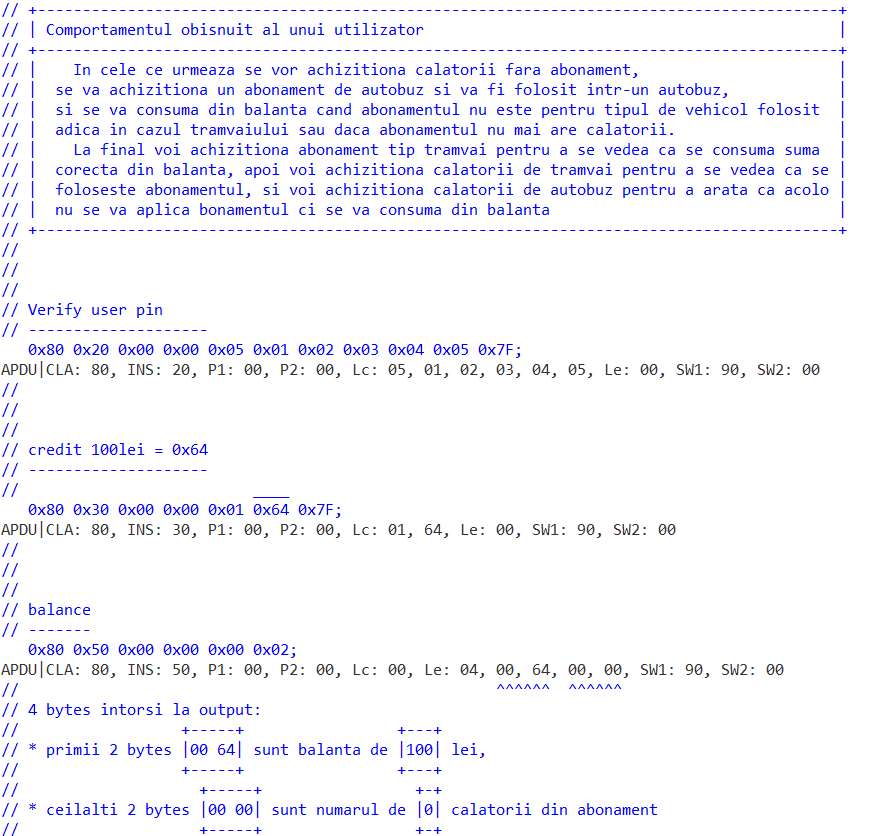 // +-----------------------------------------------------------------------------------------+
// | Comportamentul obisnuit al unui utilizator                                              |
// +-----------------------------------------------------------------------------------------+
// |    In cele ce urmeaza se vor achizitiona calatorii fara abonament,                      |
// |  se va achizitiona un abonament de autobuz si va fi folosit intr-un autobuz,            |
// |  si se va consuma din balanta cand abonamentul nu este pentru tipul de vehicol folosit  |
// |  adica in cazul tramvaiului sau daca abonamentul nu mai are calatorii.                  |
// |    La final voi achizitiona abonament tip tramvai pentru a se vedea ca se consuma suma  |
// |  corecta din balanta, apoi voi achizitiona calatorii de tramvai pentru a se vedea ca se |
// |  foloseste abonamentul, si voi achizitiona calatorii de autobuz pentru a arata ca acolo |
// |  nu se va aplica bonamentul ci se va consuma din balanta                                |
// +-----------------------------------------------------------------------------------------+
//
//
//
// Verify user pin
// --------------------
   0x80 0x20 0x00 0x00 0x05 0x01 0x02 0x03 0x04 0x05 0x7F;
APDU|CLA: 80, INS: 20, P1: 00, P2: 00, Lc: 05, 01, 02, 03, 04, 05, Le: 00, SW1: 90, SW2: 00
//
//
//
// credit 100lei = 0x64
// --------------------
//                          ____
   0x80 0x30 0x00 0x00 0x01 0x64 0x7F;
APDU|CLA: 80, INS: 30, P1: 00, P2: 00, Lc: 01, 64, Le: 00, SW1: 90, SW2: 00
//
//
//
// balance
// -------
   0x80 0x50 0x00 0x00 0x00 0x02;
APDU|CLA: 80, INS: 50, P1: 00, P2: 00, Lc: 00, Le: 04, 00, 64, 00, 00, SW1: 90, SW2: 00
//                                                     ^^^^^^  ^^^^^^
// 4 bytes intorsi la output:
//                  +-----+                 +---+
// * primii 2 bytes |00 64| sunt balanta de |100| lei,
//                  +-----+                 +---+
//                    +-----+                 +-+
// * ceilalti 2 bytes |00 00| sunt numarul de |0| calatorii din abonament
//                    +-----+                 +-+